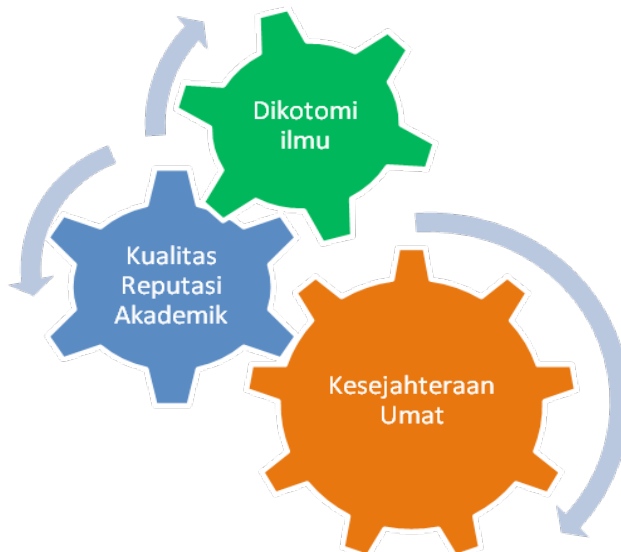 Dikotomi
ilmu
Kualitas
Reputasi
Akademik
Kesejahteraan
Umat